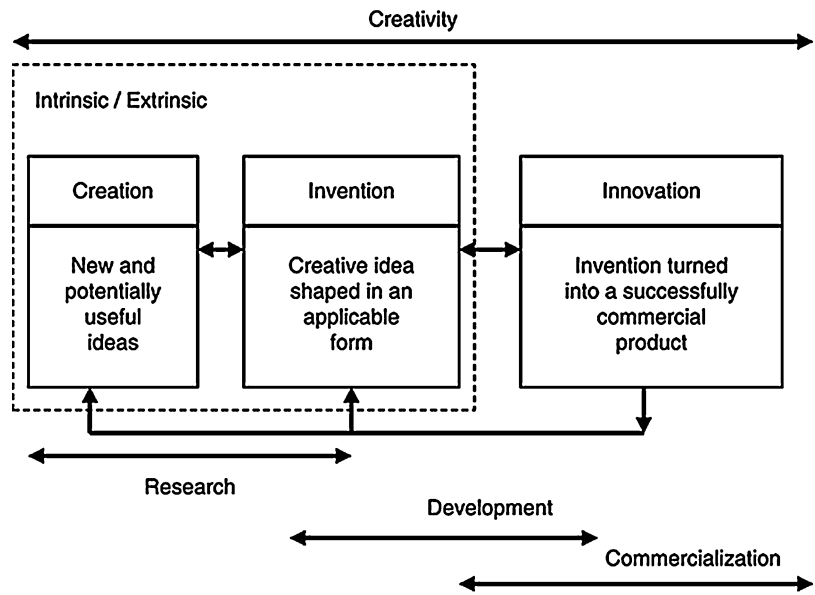 Creativity
Intrinsic / Extrinsic
Creation
New and
potentially
useful
ideas
Invention
Creative idea
shaped in an
applicable
form
Innovation
Invention turned
into a successfully
commercial
product
Research
Development
Commercialization